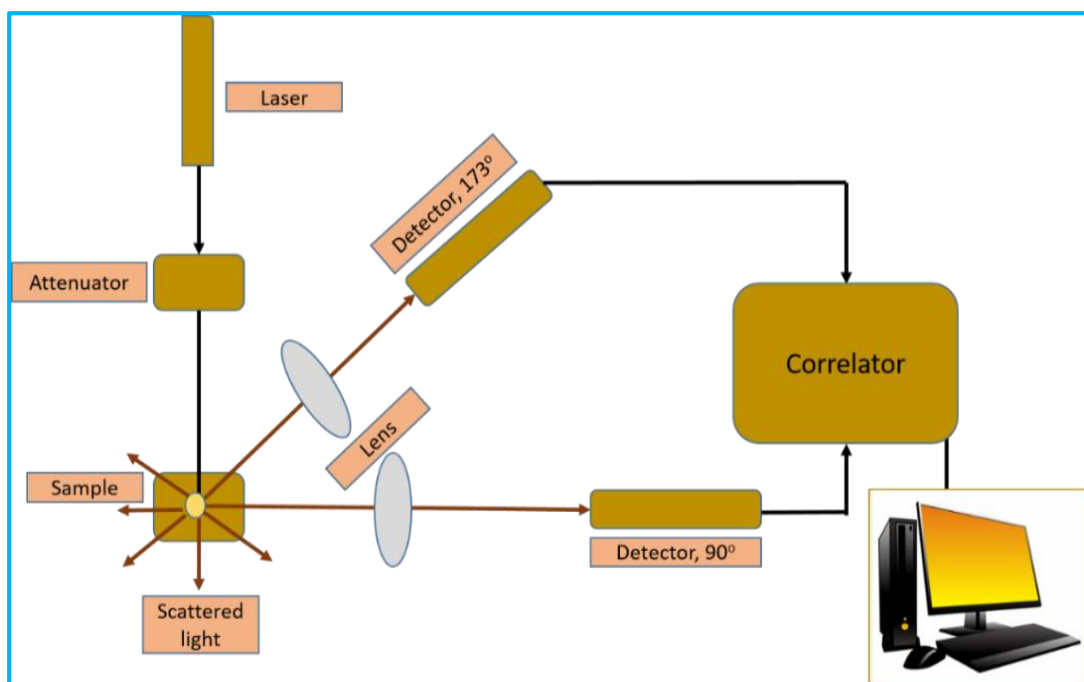 Laser
Detector, 173°
Attenuator
Correlator
Lens
Sample
Detector, 90°
Scattered
light